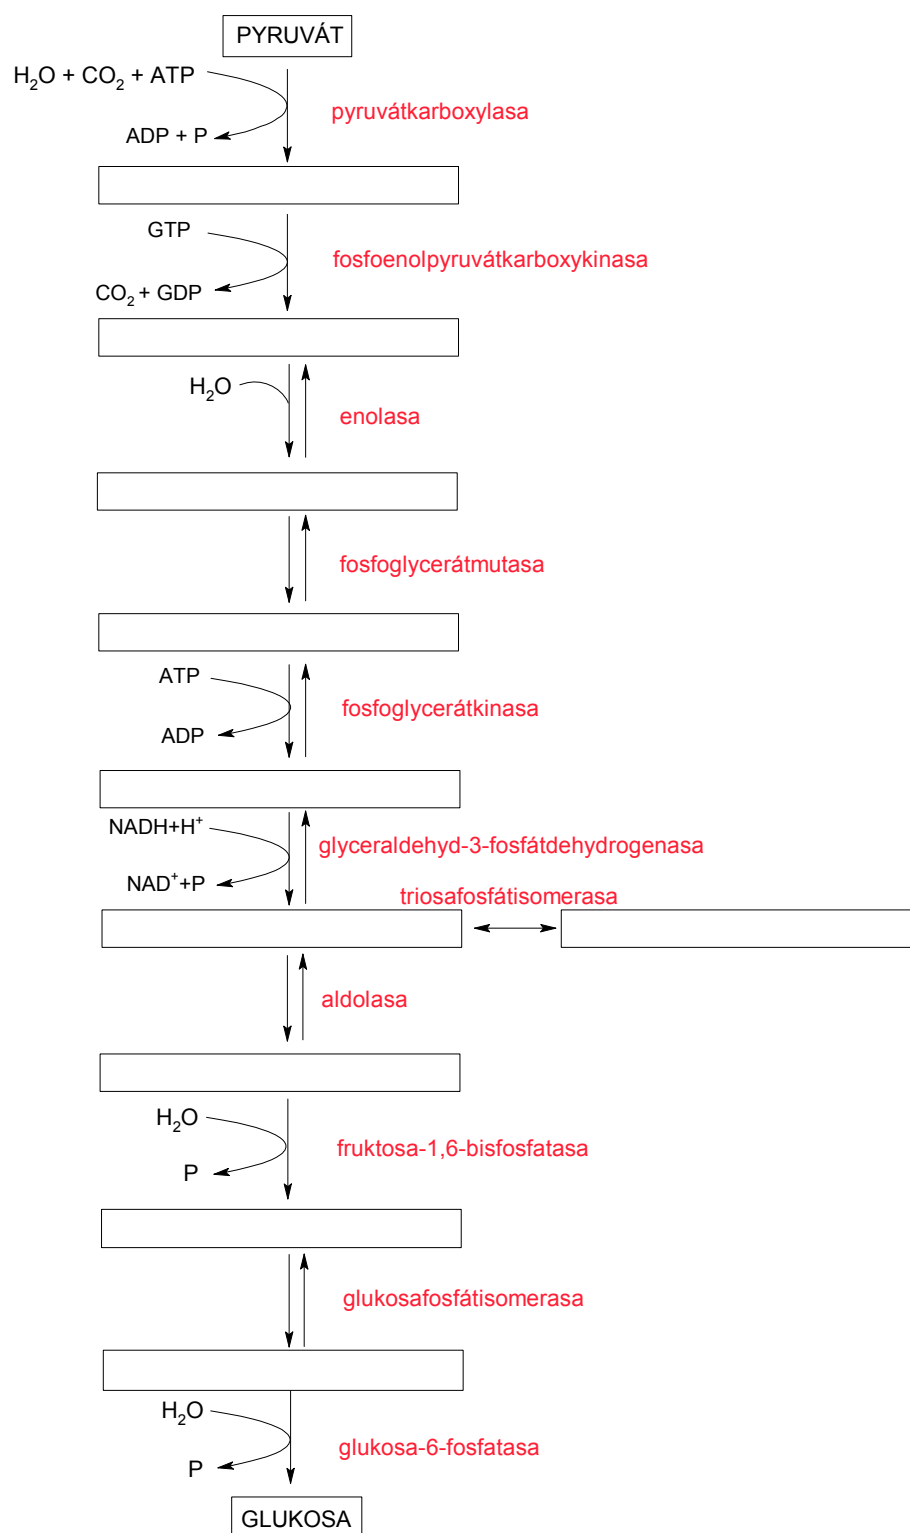 PYRUVÁT
H₂O + CO₂ + ATP
pyruvátkarboxylasa
ADP + P
GTP
fosfoenolpyruvátkarboxykinasa
CO₂ + GDP
H₂O
enolasa
fosfoglycerátmutasa
ATP
fosfoglycerátkinasa
ADP
NADH+H⁺
glyceraldehyd-3-fosfátdehydrogenasa
NAD⁺+P
triosafosfátisomerasa
aldolasa
H₂O
fruktosa-1,6-bisfosfatasa
P
glukosafosfátisomerasa
H₂O
glukosa-6-fosfatasa
P
GLUKOSA